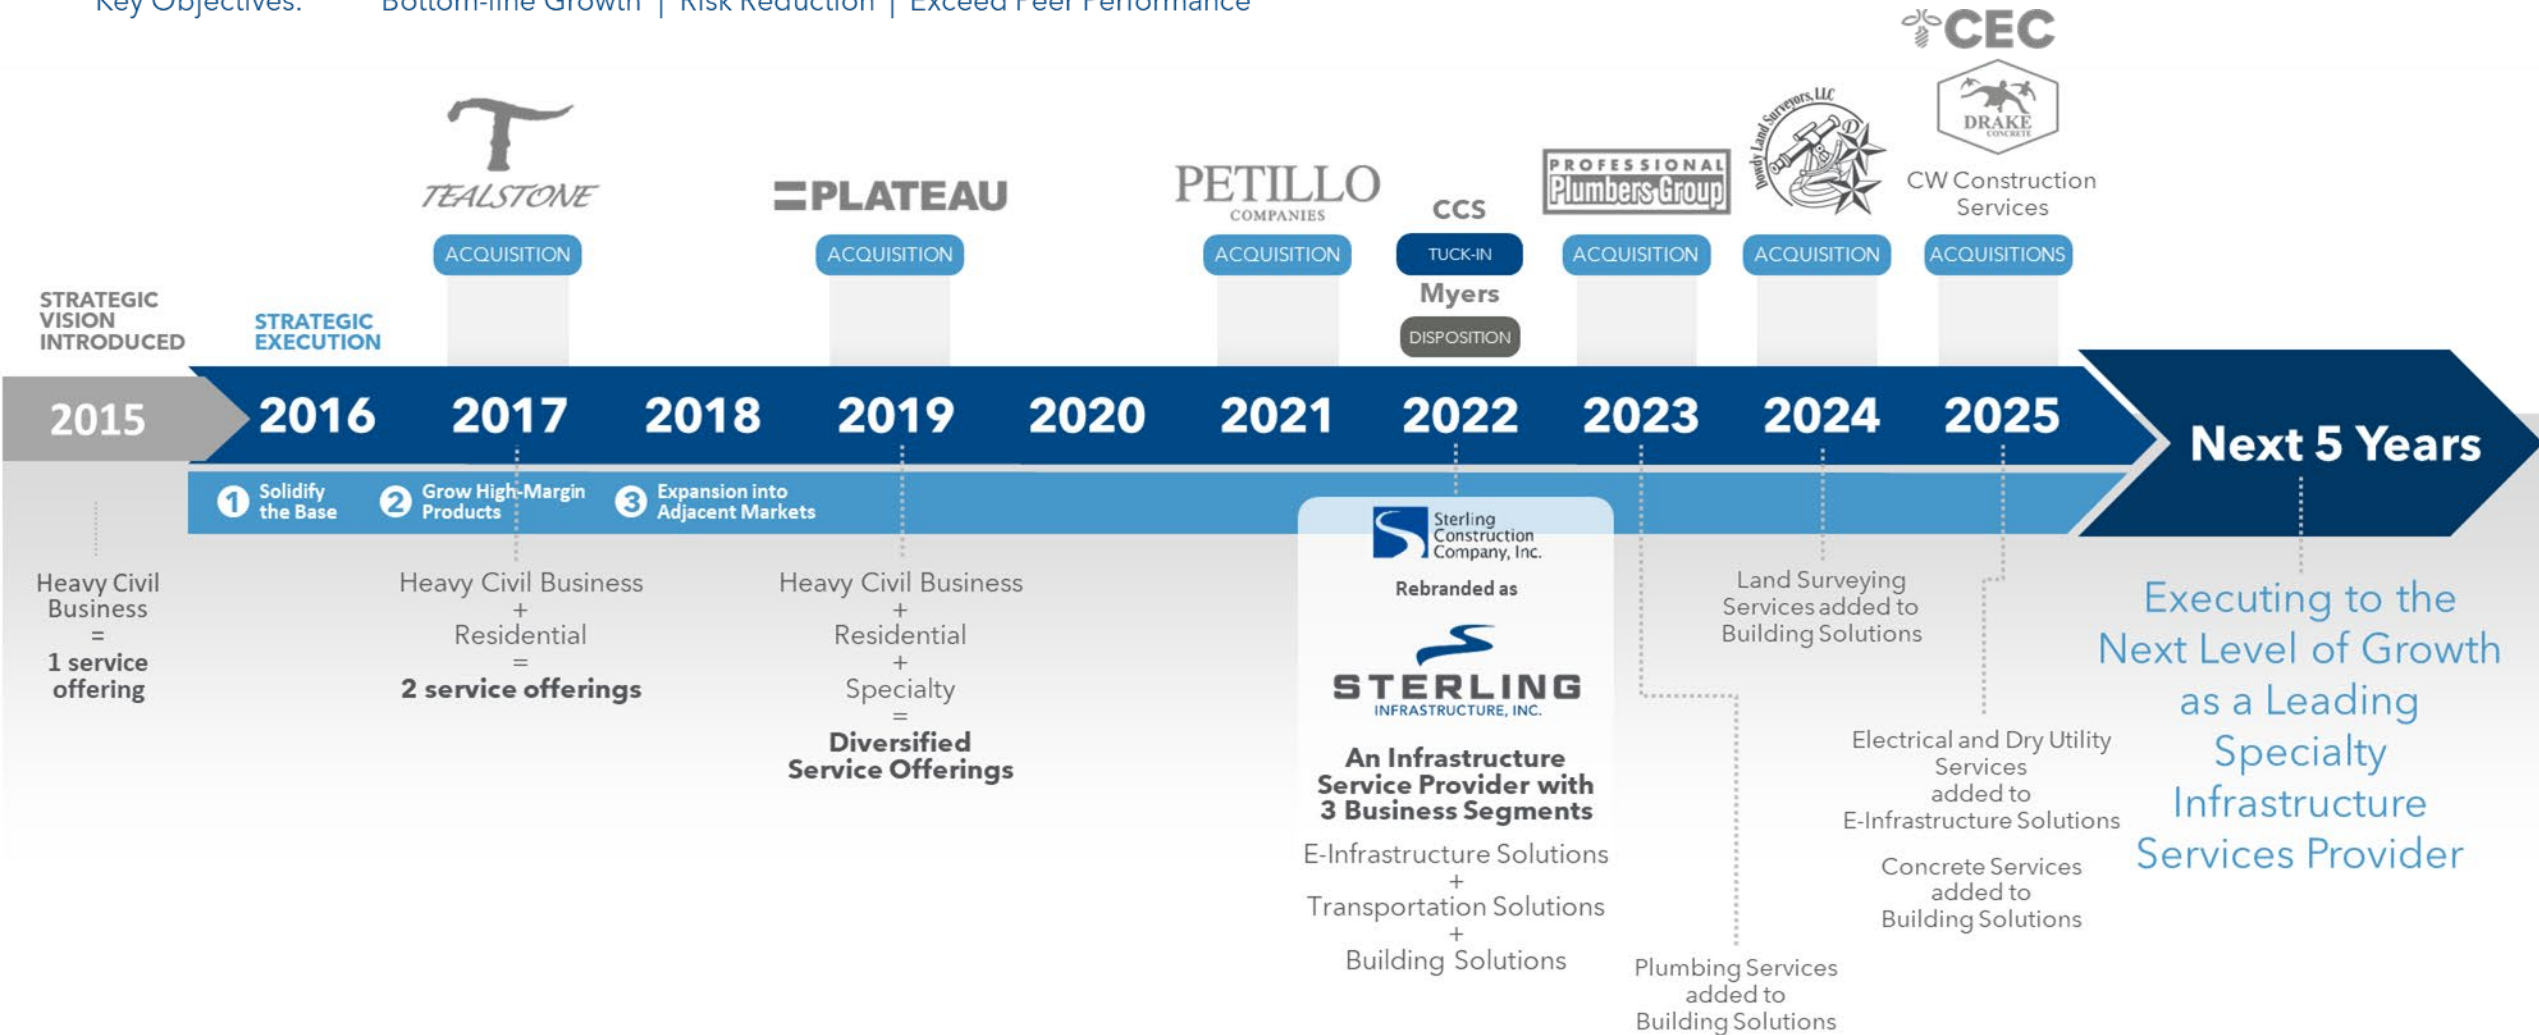 Key Objectives: Bottom-line Growth | Risk Reduction | Exceed Peer Performance
CEC
DRAKE
CONCRETE
CW Construction
Services
ACQUISITIONS
Dowdy Land Surveyors, LLC
D
ACQUISITION
PROFESSIONAL
Plumbers Group
ACQUISITION
CCS
TUCK-IN
Myers
DISPOSITION
PETILLO
COMPANIES
ACQUISITION
PLATEAU
ACQUISITION
T
TEALSTONE
ACQUISITION
STRATEGIC
VISION
INTRODUCED
STRATEGIC
EXECUTION
2015 2016 2017 2018 2019 2020 2021 2022 2023 2024 2025
Next 5 Years
1 Solidify
the Base
2 Grow High-Margin
Products
3 Expansion into
Adjacent Markets
Heavy Civil
Business
=
1 service
offering
Heavy Civil Business
+
Residential
=
2 service offerings
Heavy Civil Business
+
Residential
+
Specialty
=
Diversified
Service Offerings
Sterling
Construction
Company, Inc.
Rebranded as
STERLING
INFRASTRUCTURE, INC.
An Infrastructure
Service Provider with
3 Business Segments
E-Infrastructure Solutions
+
Transportation Solutions
+
Building Solutions
Plumbing Services
added to
Building Solutions
Land Surveying
Services added to
Building Solutions
Electrical and Dry Utility
Services
added to
E-Infrastructure Solutions
Concrete Services
added to
Building Solutions
Executing to the
Next Level of Growth
as a Leading
Specialty
Infrastructure
Services Provider